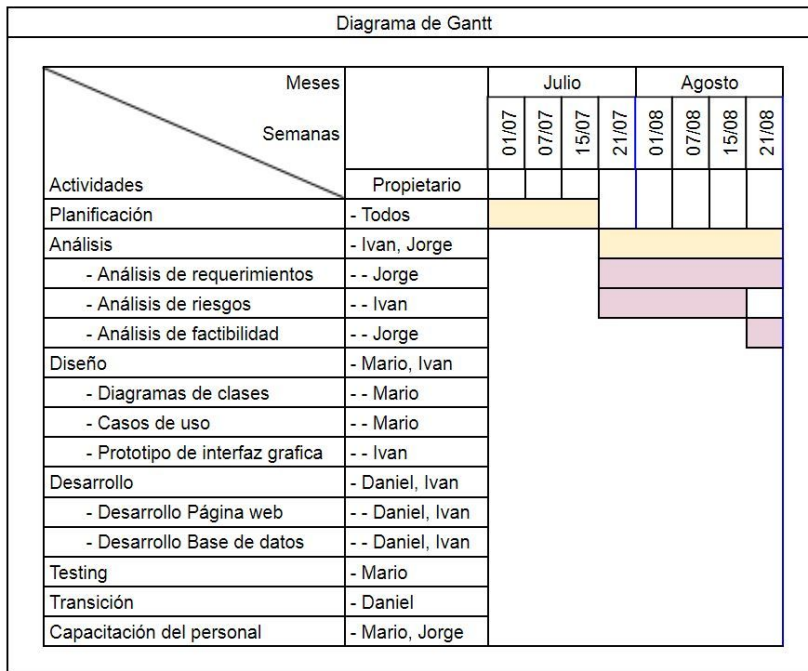 Diagrama de Gantt
Meses
Julio Agosto
Semanas
01/07 07/07 15/07 21/07 01/08 07/08 15/08 21/08
Actividades Propietario
Planificación - Todos
Análisis - Ivan, Jorge
- Análisis de requerimientos - - Jorge
- Análisis de riesgos - - Ivan
- Análisis de factibilidad - - Jorge
Diseño - Mario, Ivan
- Diagramas de clases - - Mario
- Casos de uso - - Mario
- Prototipo de interfaz grafica - - Ivan
Desarrollo - Daniel, Ivan
- Desarrollo Página web - - Daniel, Ivan
- Desarrollo Base de datos - - Daniel, Ivan
Testing - Mario
Transición - Daniel
Capacitación del personal - Mario, Jorge